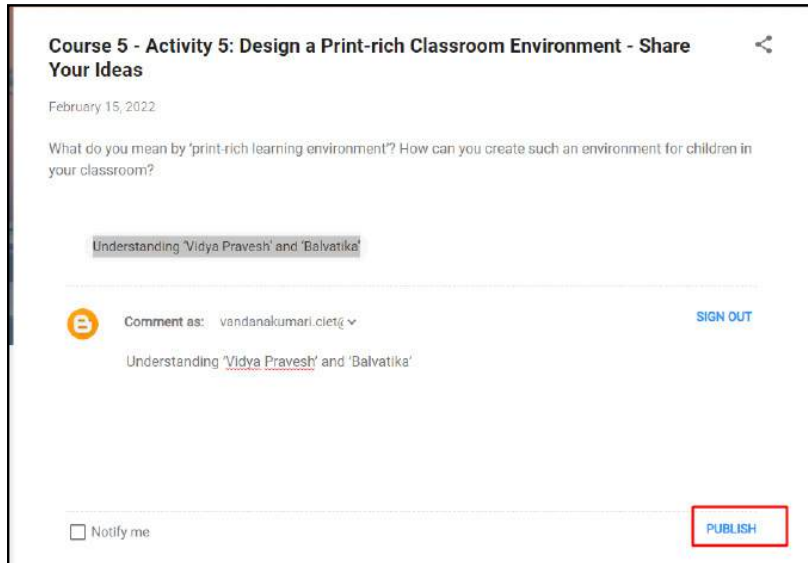 Course 5 - Activity 5: Design a Print-rich Classroom Environment - Share
Your Ideas
February 15, 2022
What do you mean by 'print-rich learning environment'? How can you create such an environment for children in
your classroom?
Understanding 'Vidya Pravesh' and 'Balvatika'
Comment as: vandanakumari.ciet@
SIGN OUT
Understanding 'Vidya Pravesh' and 'Balvatika'
Notify me
PUBLISH